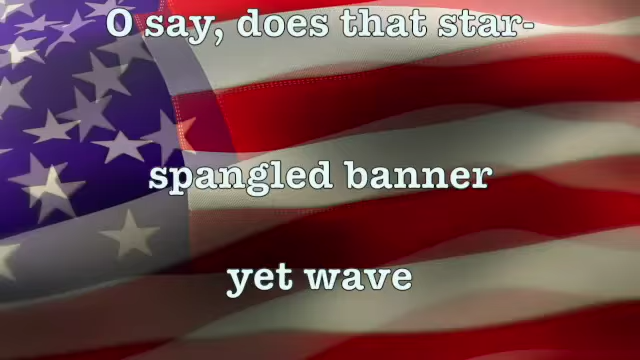 O say, does that star-
spangled banner
yet wave